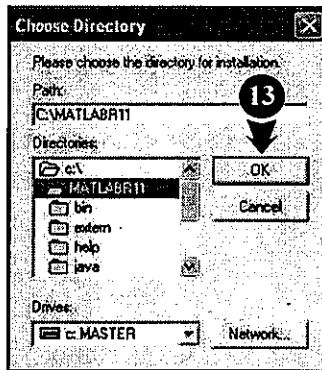 Choose Directory
Please choose the directory for installation.
Path:
C:\MATLABR11
13
Directories:
c:\
MATLABR11
bin
extern
help
java
OK
Cancel
Drives:
c: MASTER
Network...